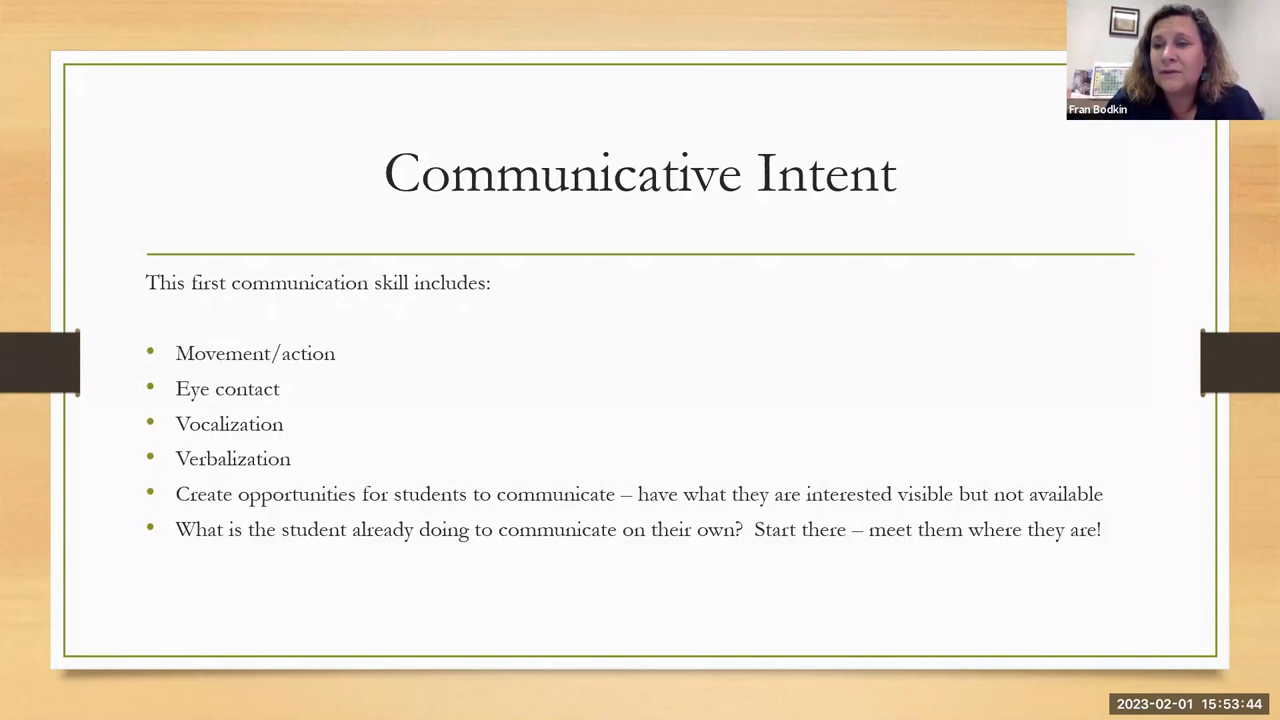 Fran Bodkin
Communicative Intent
This first communication skill includes:
• Movement/action
• Eye contact
• Vocalization
• Verbalization
• Create opportunities for students to communicate – have what they are interested visible but not available
• What is the student already doing to communicate on their own?  Start there – meet them where they are!
2023-02-01  15:53:44